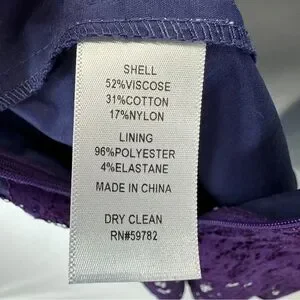 SHELL
52%VISCOSE
31%COTTON
17%NYLON
LINING
96%POLYESTER
4%ELASTANE
MADE IN CHINA
DRY CLEAN
RN#59782